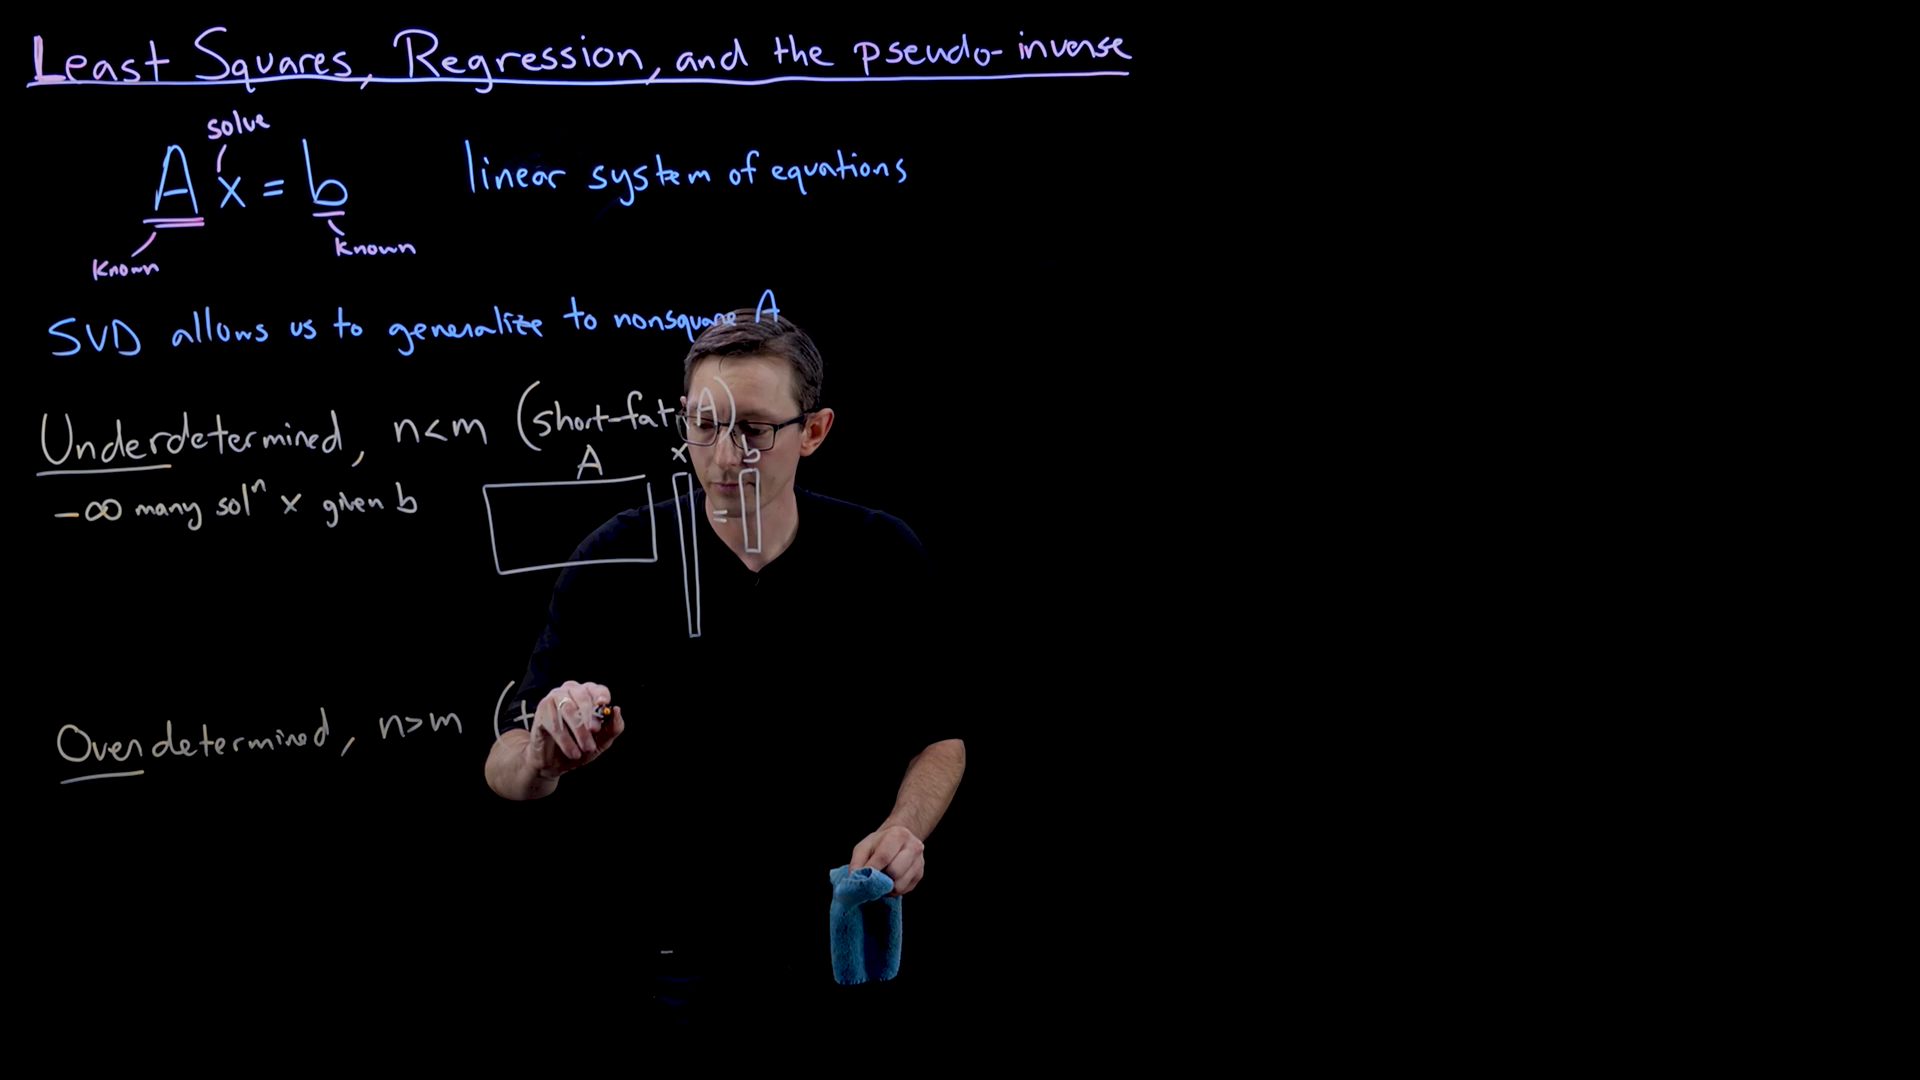 Least Squares, Regression, and the pseudo-inverse
solve
A x = b
linear system of equations
Known
Known
SVD allows us to generalize to nonsquare A
Underdetermined, n<m (short-fat A)
A x = b
-∞ many solⁿ x given b
Overdetermined, n>m (t